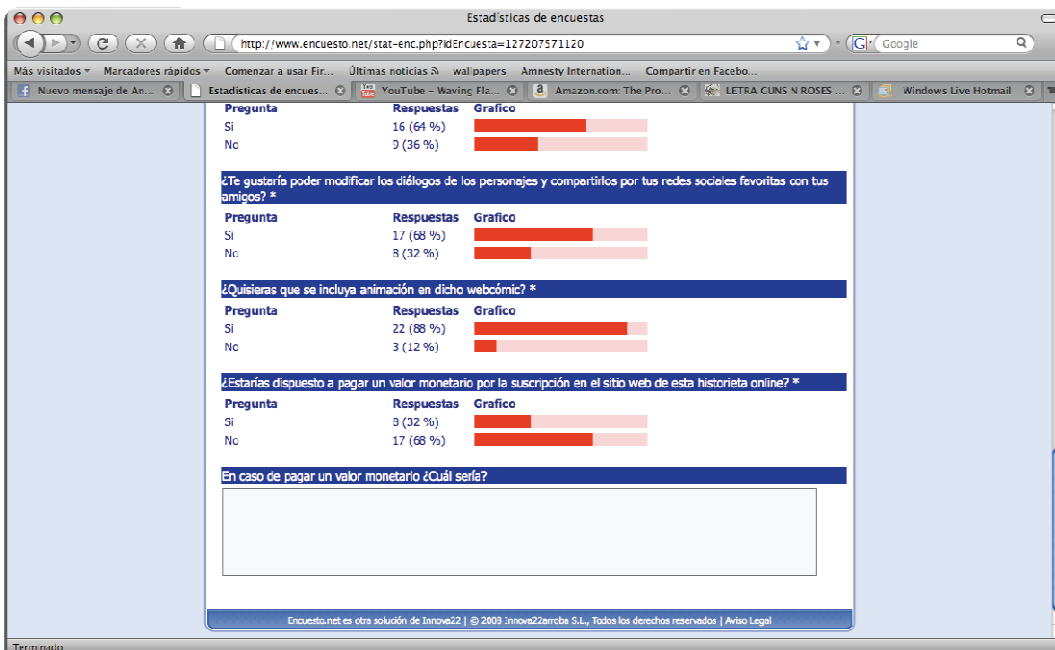 Estadísticas de encuestas
http://www.encuesto.net/stat-enc.php?idEncuesta=127207571120
Google
Más visitados Marcadores rápidos Comenzar a usar Fir... Últimas noticias wallpapers Amnesty Internation... Compartir en Facebo...
Nuevo mensaje de An... Estadísticas de encues... YouTube – Waving Fla... Amazon.com: The Pro... LETRA GUNS N ROSES ... Windows Live Hotmail
Pregunta Respuestas Grafico
Si 16 (64 %)
No 9 (36 %)
¿Te gustaría poder modificar los diálogos de los personajes y compartirlos por tus redes sociales favoritas con tus
amigos? *
Pregunta Respuestas Grafico
Si 17 (68 %)
No 8 (32 %)
¿Quisieras que se incluya animación en dicho webcómic? *
Pregunta Respuestas Grafico
Si 22 (88 %)
No 3 (12 %)
¿Estarías dispuesto a pagar un valor monetario por la suscripción en el sitio web de esta historieta online? *
Pregunta Respuestas Grafico
Si 8 (32 %)
No 17 (68 %)
En caso de pagar un valor monetario ¿Cuál sería?
Encuesto.net es otra solución de Innova22 | © 2008 Innova22arroba S.L., Todos los derechos reservados | Aviso Legal
Terminado